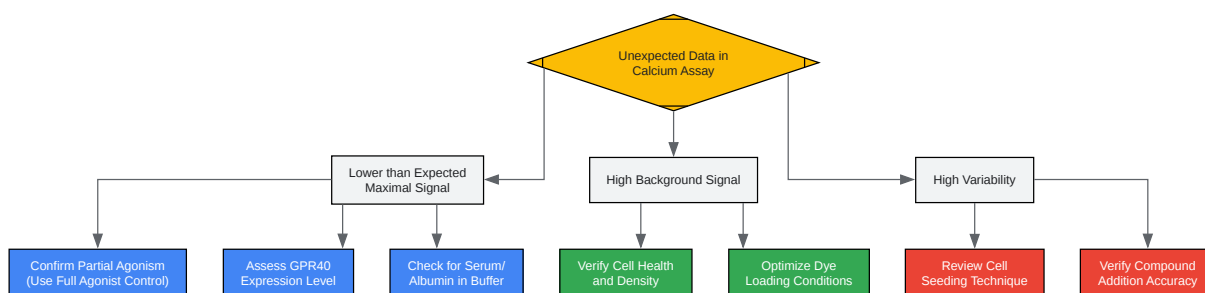 Unexpected Data in
Calcium Assay
Lower than Expected
Maximal Signal
High Background Signal
High Variability
Confirm Partial Agonism
(Use Full Agonist Control)
Assess GPR40
Expression Level
Check for Serum/
Albumin in Buffer
Verify Cell Health
and Density
Optimize Dye
Loading Conditions
Review Cell
Seeding Technique
Verify Compound
Addition Accuracy